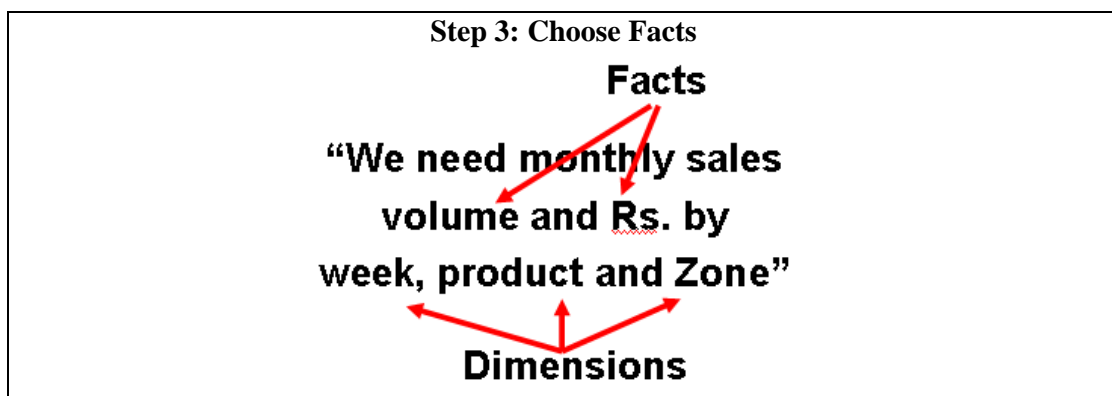 Step 3: Choose Facts
Facts
“We need monthly sales
volume and Rs. by
week, product and Zone”
Dimensions